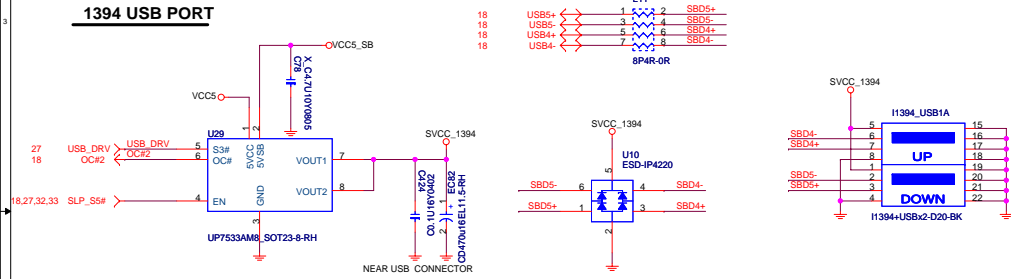 1394 USB PORT
3
18 USB5+ 1 2 SBD5+
18 USB5- 3 4 SBD5-
18 USB4+ 5 6 SBD4+
18 USB4- 7 8 SBD4-
8P4R-0R
VCC5_SB
X_C4.7U10Y0805
C78
VCC5
1 2
U29
27 USB_DRV USB_DRV 5 S3#
18 OC#2 OC#2 6 OC#
5VCC
5VSB
VOUT1 7
VOUT2 8
18,27,32,33 SLP_S5# 4 EN
GND
3
UP7533AM8_SOT23-8-RH
SVCC_1394
C424
C0.1U16Y0402
1
2
+
EC82
CD470u16EL11.5-RH
NEAR USB CONNECTOR
SVCC_1394
U10
ESD-IP4220
5
SBD5- 6 4 SBD4-
SBD5+ 1 3 SBD4+
2
SVCC_1394
I1394_USB1A
5 15
SBD4- 6 16
SBD4+ 7 17
8 UP 18
1 19
SBD5- 2 20
SBD5+ 3 21
4 DOWN 22
I1394+USBx2-D20-BK